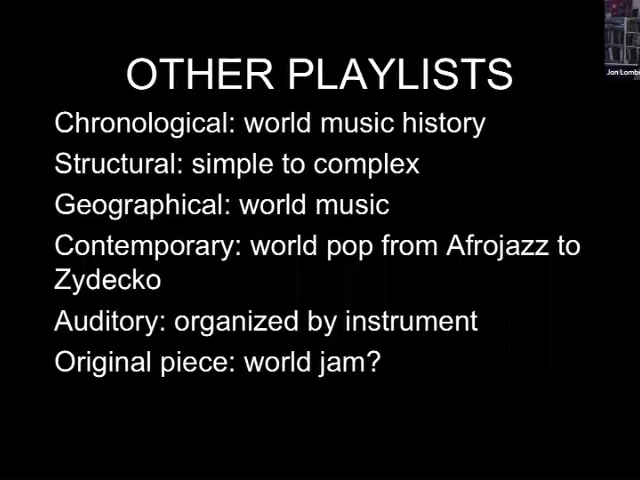 OTHER PLAYLISTS
Chronological: world music history
Structural: simple to complex
Geographical: world music
Contemporary: world pop from Afrojazz to
Zydecko
Auditory: organized by instrument
Original piece: world jam?
Jon